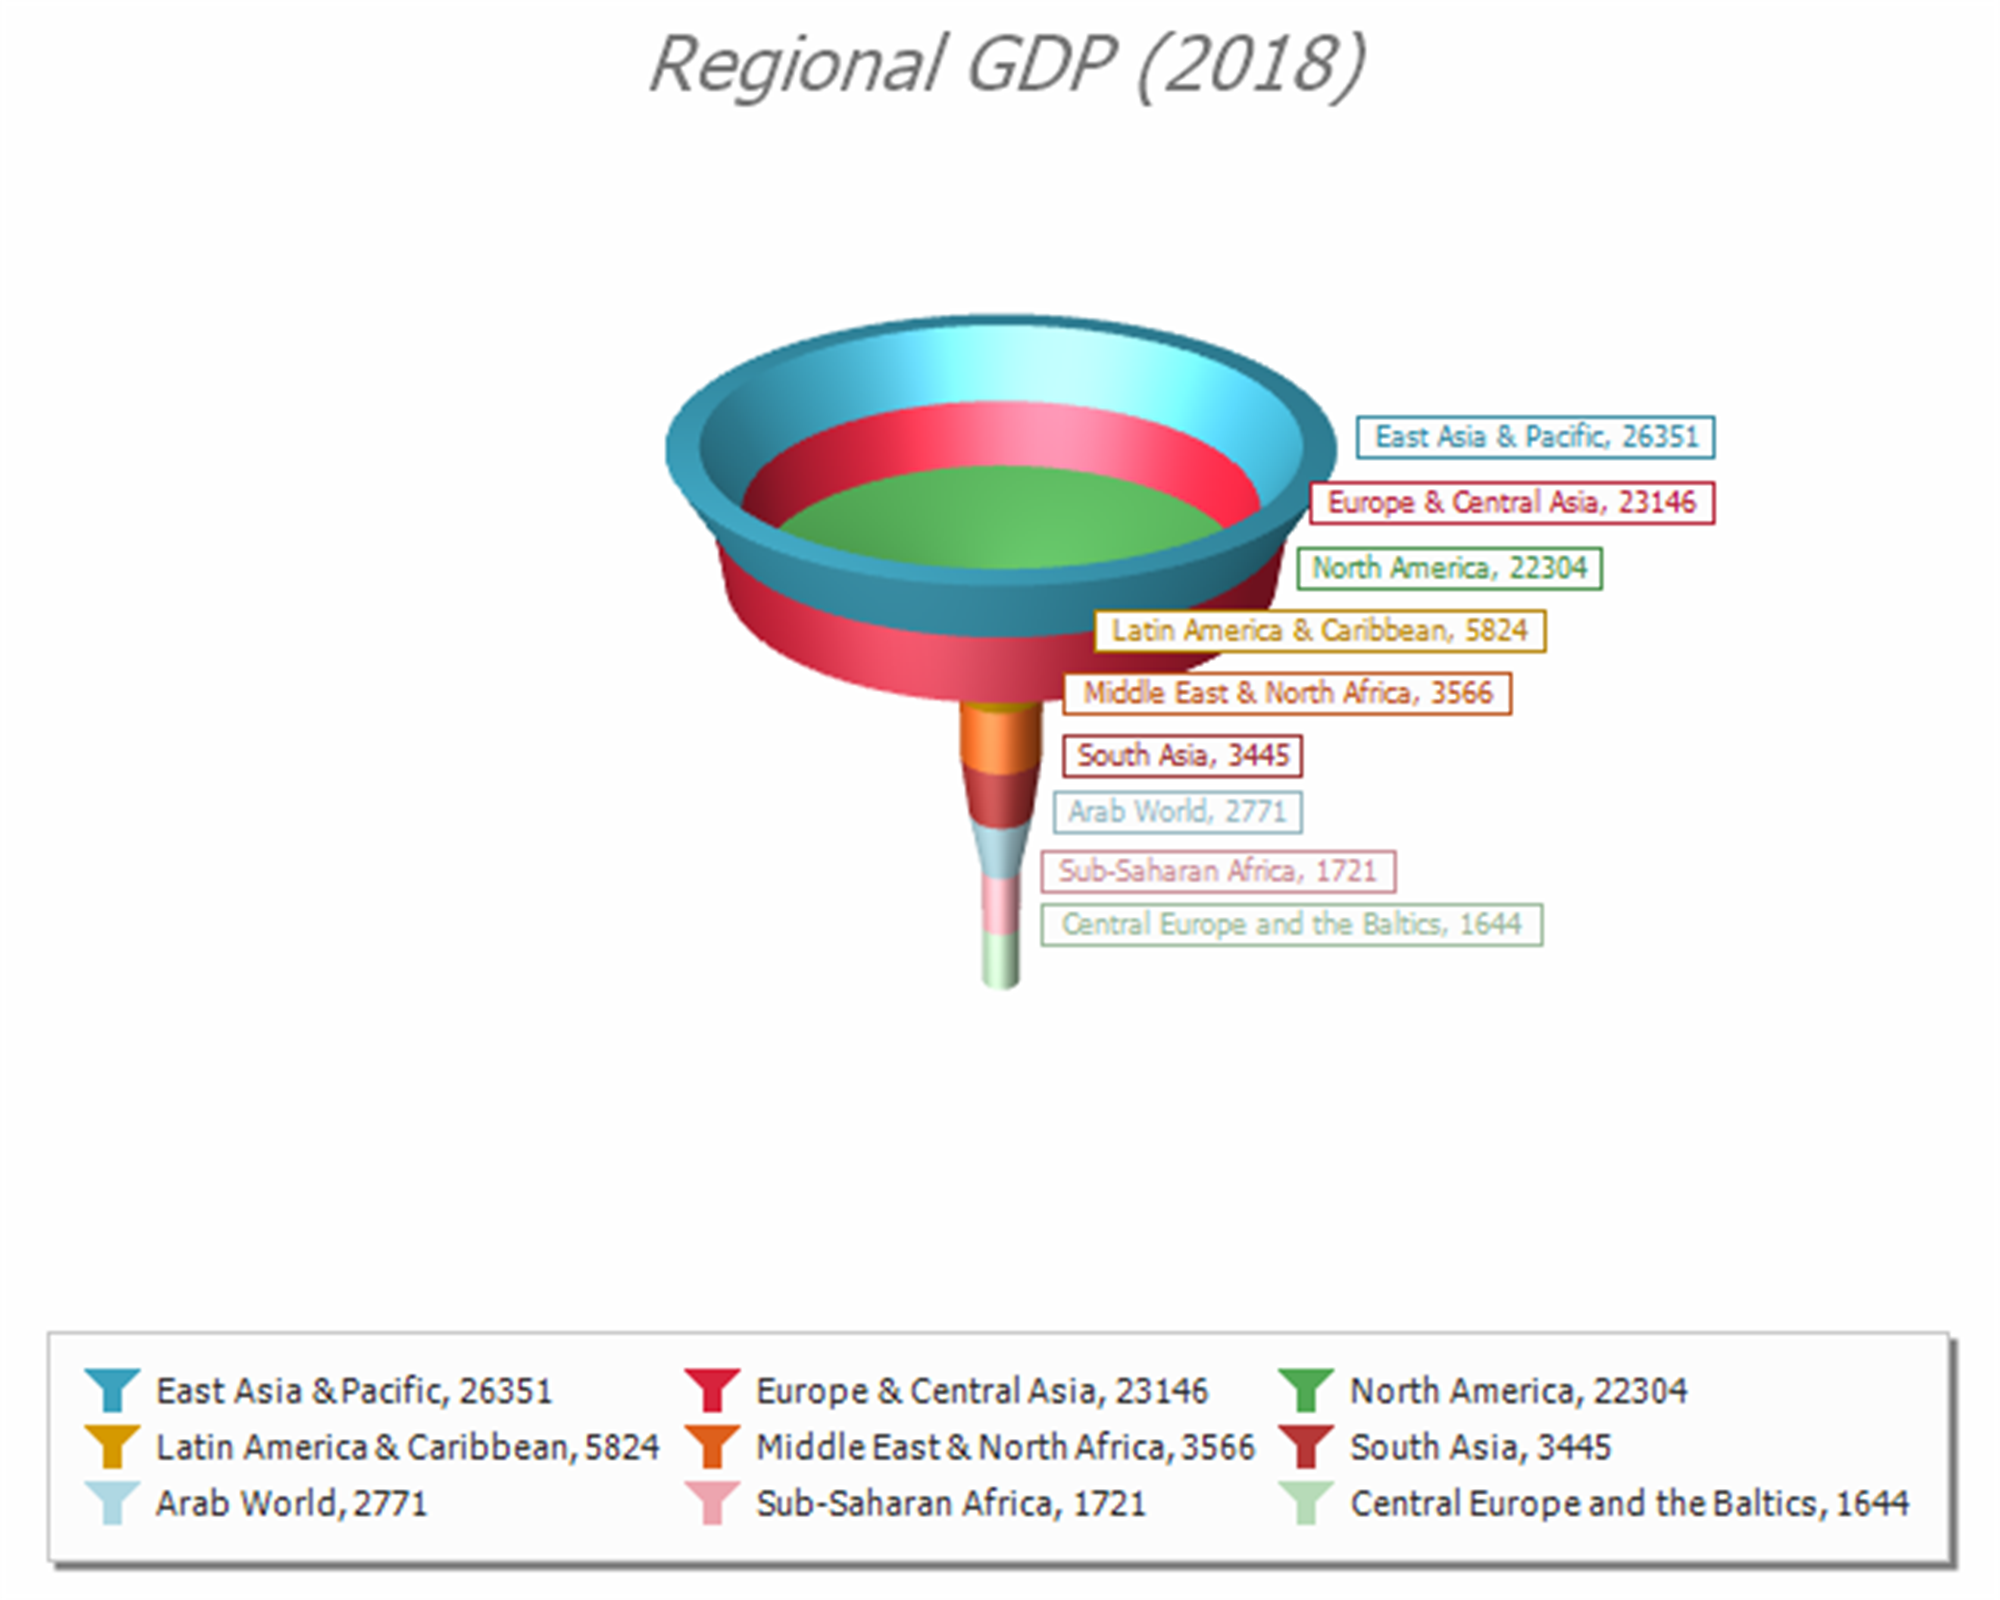 Regional GDP (2018)
East Asia & Pacific, 26351
Europe & Central Asia, 23146
North America, 22304
Latin America & Caribbean, 5824
Middle East & North Africa, 3566
South Asia, 3445
Arab World, 2771
Sub-Saharan Africa, 1721
Central Europe and the Baltics, 1644
East Asia & Pacific, 26351 Europe & Central Asia, 23146 North America, 22304
Latin America & Caribbean, 5824 Middle East & North Africa, 3566 South Asia, 3445
Arab World, 2771 Sub-Saharan Africa, 1721 Central Europe and the Baltics, 1644